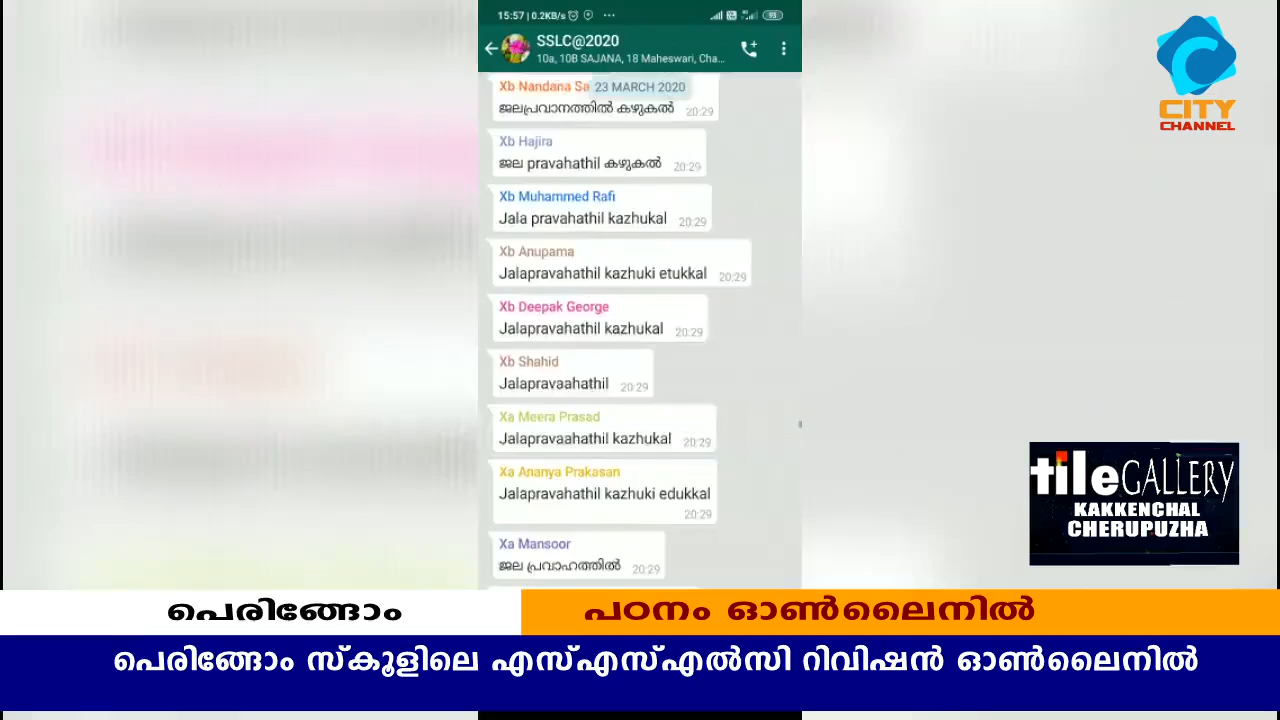 15:57 | 0.2KB/s ...
93
SSLC@2020
10a, 10B SAJANA, 18 Maheswari, Cha...
23 MARCH 2020
Xb Nandana Sa
ജലപ്രവാനത്തിൽ കഴുകൽ 20:29
Xb Hajira
ജല pravahathil കഴുകൽ 20:29
Xb Muhammed Rafi
Jala pravahathil kazhukal 20:29
Xb Anupama
Jalapravahathil kazhuki etukkal 20:29
Xb Deepak George
Jalapravahathil kazhukal 20:29
Xb Shahid
Jalapravaahathil 20:29
Xa Meera Prasad
Jalapravaahathil kazhukal 20:29
Xa Ananya Prakasan
Jalapravahathil kazhuki edukkal
20:29
Xa Mansoor
ജല പ്രവാഹത്തിൽ 20:29
CITY
CHANNEL
tileGALLERY
KAKKENCHAL
CHERUPUZHA
പെരിങ്ങോം
പഠനം ഓൺലൈനിൽ
പെരിങ്ങോം സ്കൂളിലെ എസ്എസ്എൽസി റിവിഷൻ ഓൺലൈനിൽ